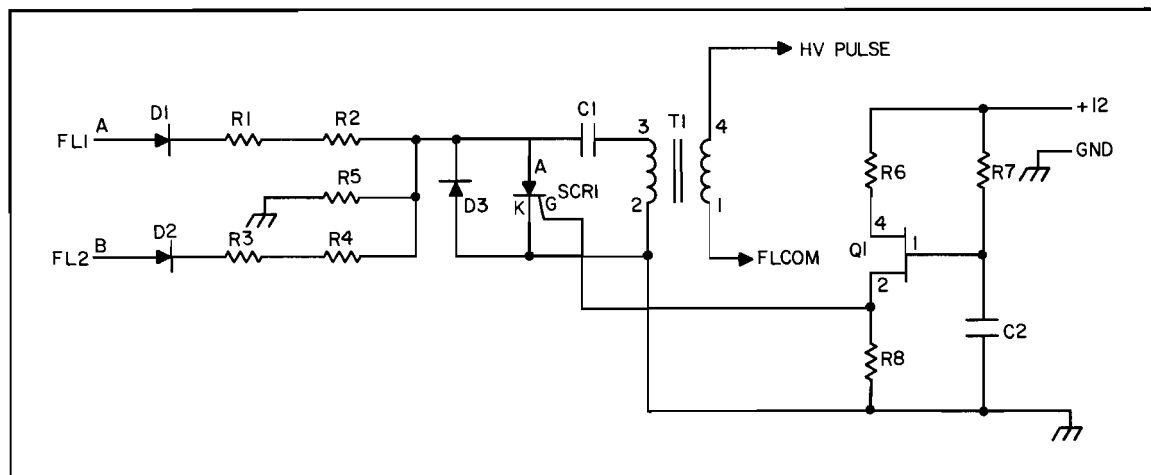 HV PULSE
D1 R1 R2 C1 3 T1 4 +12
FL1 A
A
R5 SCR1 R6 R7 GND
D3 K G
2 1 4
D2 R3 R4 Q1 1
FL2 B FLCOM
2
C2
R8